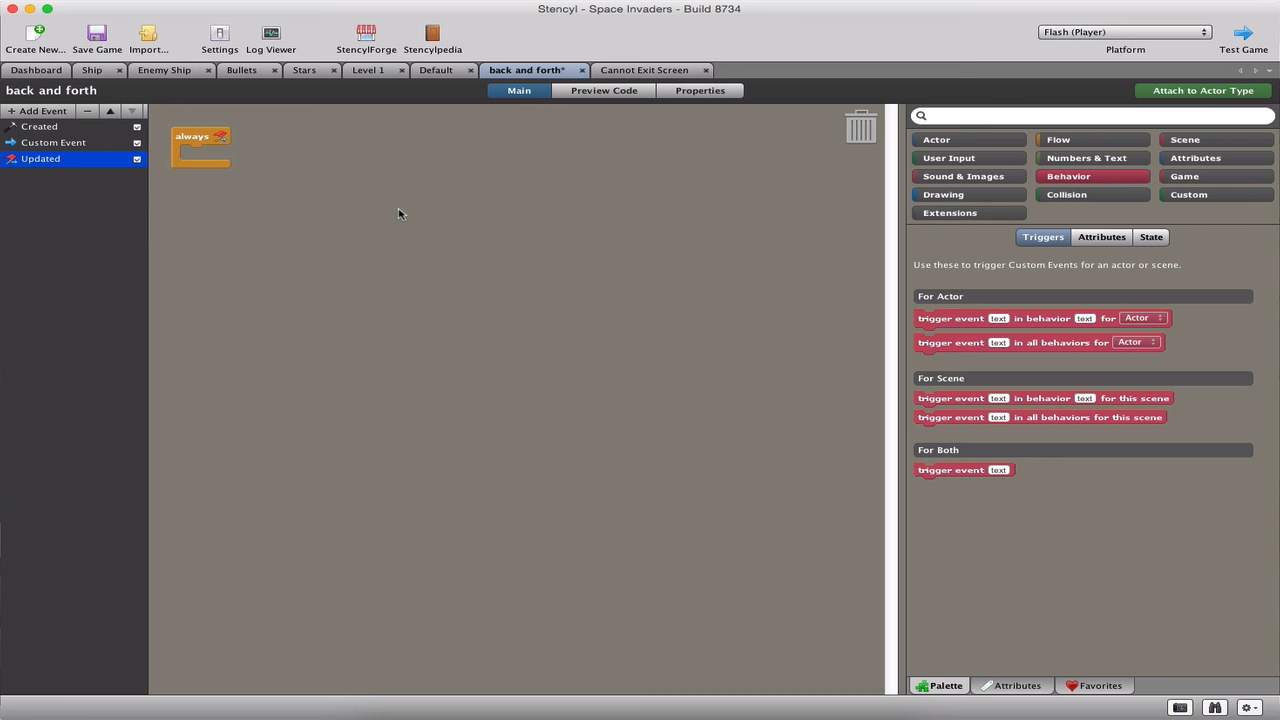 Stencyl - Space Invaders - Build 8734
Create New... Save Game Import... Settings Log Viewer StencylForge Stencylpedia
Flash (Player)
Platform
Test Game
Dashboard Ship Enemy Ship Bullets Stars Level 1 Default back and forth* Cannot Exit Screen
back and forth
Main Preview Code Properties
Attach to Actor Type
+ Add Event
Created
Custom Event
Updated
always
Actor Flow Scene
User Input Numbers & Text Attributes
Sound & Images Behavior Game
Drawing Collision Custom
Extensions
Triggers Attributes State
Use these to trigger Custom Events for an actor or scene.
For Actor
trigger event text in behavior text for Actor
trigger event text in all behaviors for Actor
For Scene
trigger event text in behavior text for this scene
trigger event text in all behaviors for this scene
For Both
trigger event text
Palette Attributes Favorites